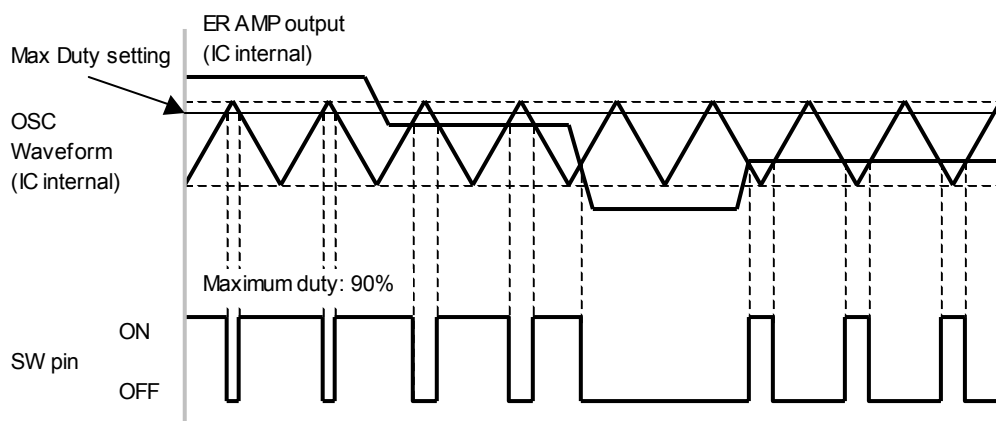 ER AMP output
(IC internal)
Max Duty setting
OSC
Waveform
(IC internal)
Maximum duty: 90%
ON
SW pin
OFF